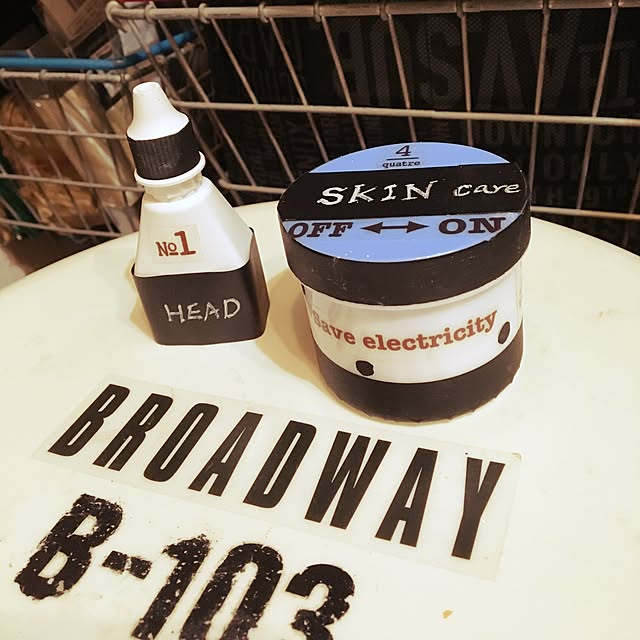 No1
HEAD
4
quatre
SKIN care
OFF ↔ ON
save electricity
BROADWAY
B-103